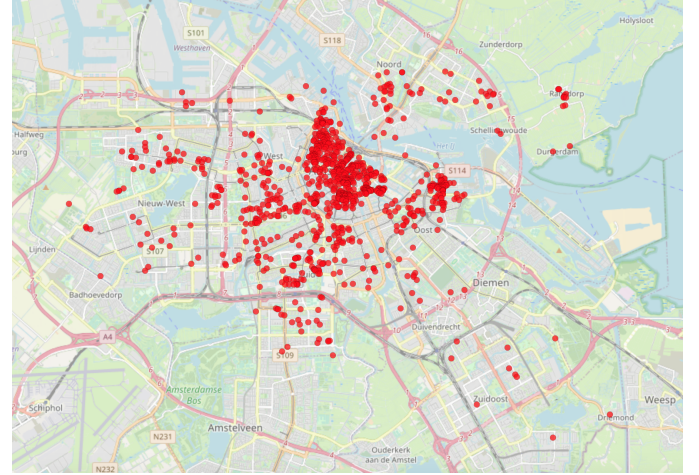 Holysloot
S101
S118
Zunderdorp
Westhaven
Noord
Halfweg
Schellingwoude
burg
West
Durgerdam
S114
Nieuw-West
Oost
Lijnden
S107
Diemen
Badhoevedorp
Duivendrecht
A4
S109
Schiphol
Amsterdamse
Bos
Zuidoost
Weesp
Driemond
N231
Amstelveen
Ouderkerk
aan de Amstel
N232